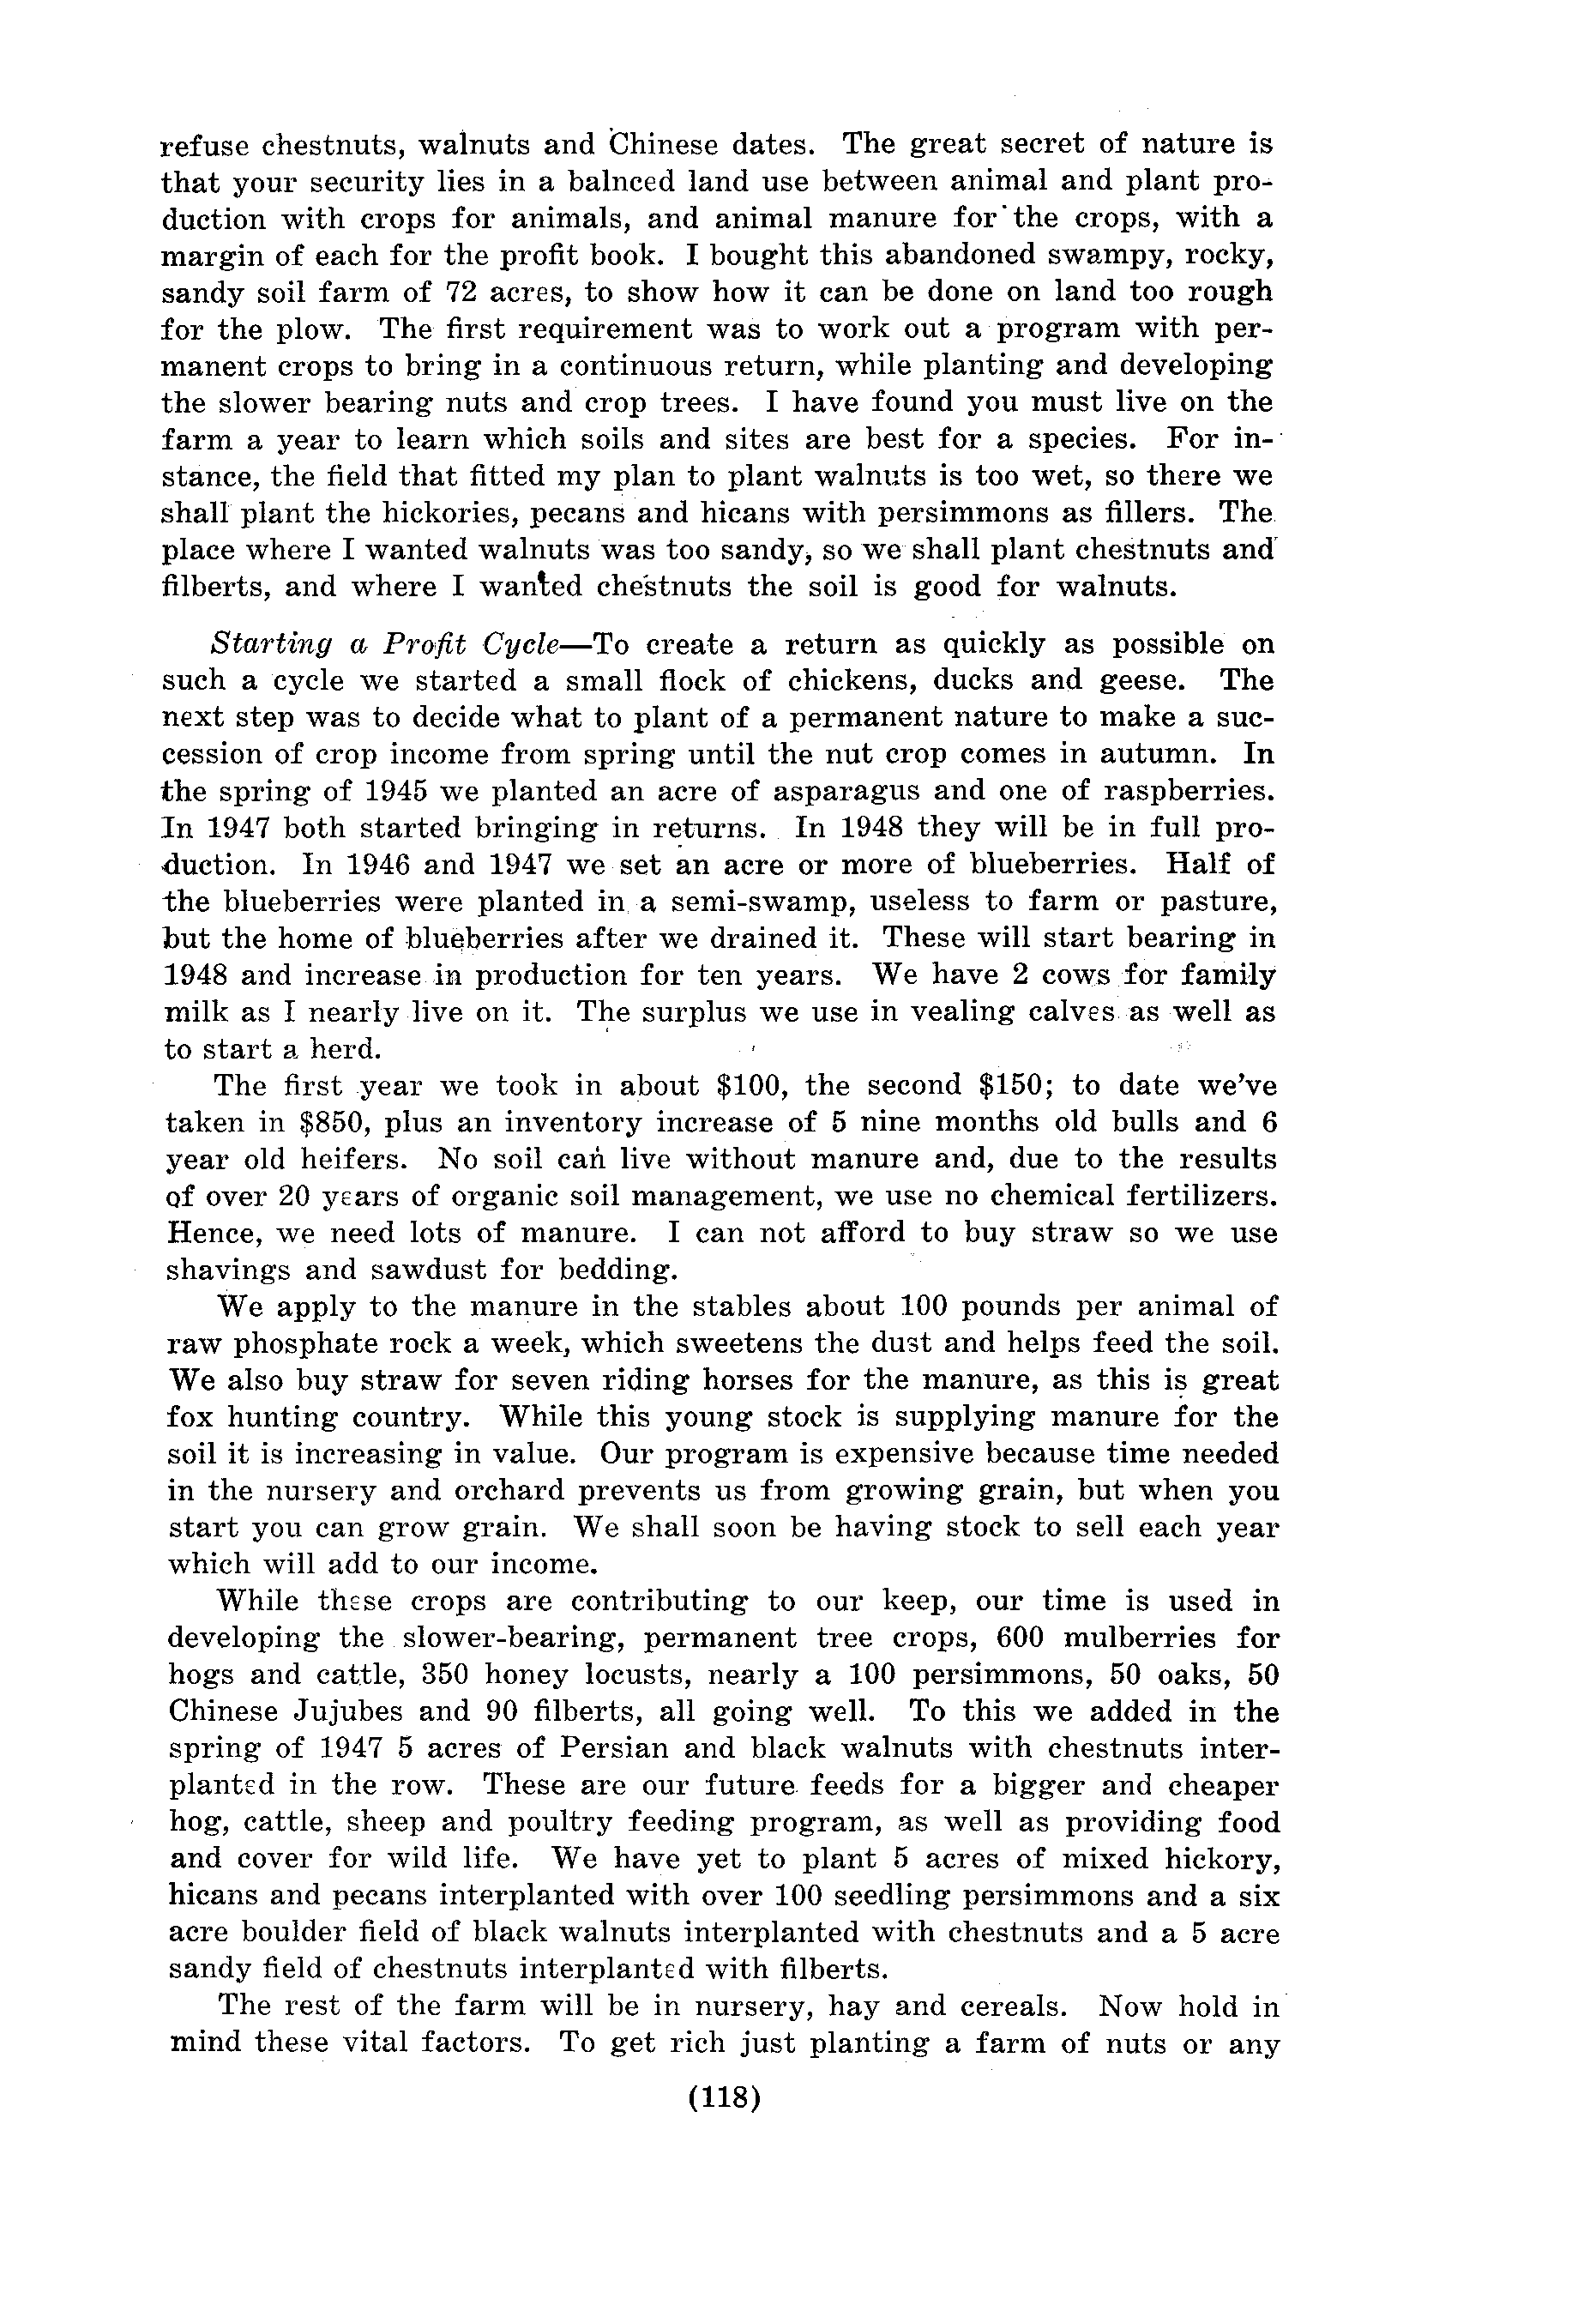 refuse chestnuts, walnuts and Chinese dates. The great secret of nature is
that your security lies in a balnced land use between animal and plant pro-
duction with crops for animals, and animal manure for the crops, with a
margin of each for the profit book. I bought this abandoned swampy, rocky,
sandy soil farm of 72 acres, to show how it can be done on land too rough
for the plow. The first requirement was to work out a program with per-
manent crops to bring in a continuous return, while planting and developing
the slower bearing nuts and crop trees. I have found you must live on the
farm a year to learn which soils and sites are best for a species. For in-
stance, the field that fitted my plan to plant walnuts is too wet, so there we
shall plant the hickories, pecans and hicans with persimmons as fillers. The
place where I wanted walnuts was too sandy, so we shall plant chestnuts and
filberts, and where I wanted chestnuts the soil is good for walnuts.
Starting a Profit Cycle—To create a return as quickly as possible on
such a cycle we started a small flock of chickens, ducks and geese. The
next step was to decide what to plant of a permanent nature to make a suc-
cession of crop income from spring until the nut crop comes in autumn. In
the spring of 1945 we planted an acre of asparagus and one of raspberries.
In 1947 both started bringing in returns. In 1948 they will be in full pro-
duction. In 1946 and 1947 we set an acre or more of blueberries. Half of
the blueberries were planted in a semi-swamp, useless to farm or pasture,
but the home of blueberries after we drained it. These will start bearing in
1948 and increase in production for ten years. We have 2 cows for family
milk as I nearly live on it. The surplus we use in vealing calves as well as
to start a herd.
The first year we took in about $100, the second $150; to date we've
taken in $850, plus an inventory increase of 5 nine months old bulls and 6
year old heifers. No soil can live without manure and, due to the results
of over 20 years of organic soil management, we use no chemical fertilizers.
Hence, we need lots of manure. I can not afford to buy straw so we use
shavings and sawdust for bedding.
We apply to the manure in the stables about 100 pounds per animal of
raw phosphate rock a week, which sweetens the dust and helps feed the soil.
We also buy straw for seven riding horses for the manure, as this is great
fox hunting country. While this young stock is supplying manure for the
soil it is increasing in value. Our program is expensive because time needed
in the nursery and orchard prevents us from growing grain, but when you
start you can grow grain. We shall soon be having stock to sell each year
which will add to our income.
While these crops are contributing to our keep, our time is used in
developing the slower-bearing, permanent tree crops, 600 mulberries for
hogs and cattle, 350 honey locusts, nearly a 100 persimmons, 50 oaks, 50
Chinese Jujubes and 90 filberts, all going well. To this we added in the
spring of 1947 5 acres of Persian and black walnuts with chestnuts inter-
planted in the row. These are our future feeds for a bigger and cheaper
hog, cattle, sheep and poultry feeding program, as well as providing food
and cover for wild life. We have yet to plant 5 acres of mixed hickory,
hicans and pecans interplanted with over 100 seedling persimmons and a six
acre boulder field of black walnuts interplanted with chestnuts and a 5 acre
sandy field of chestnuts interplanted with filberts.
The rest of the farm will be in nursery, hay and cereals. Now hold in
mind these vital factors. To get rich just planting a farm of nuts or any
(118)